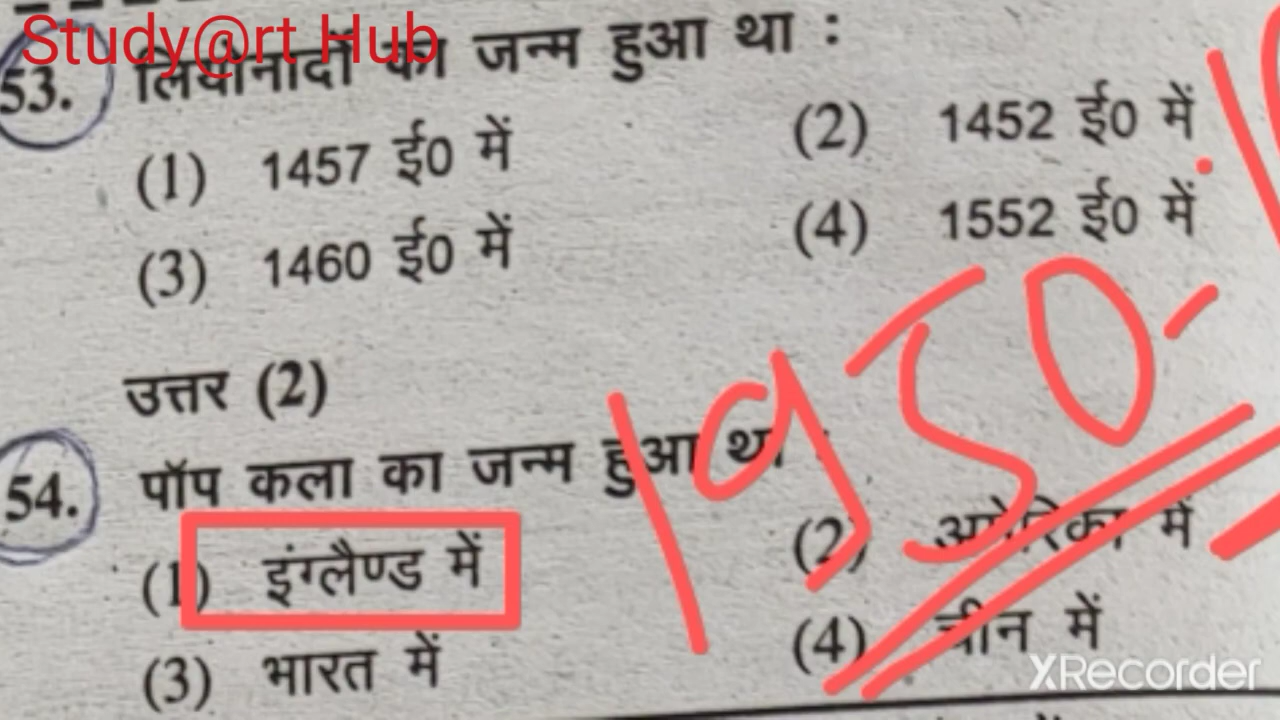 Study@rt Hub
53. लियोनार्दो का जन्म हुआ था :
(1) 1457 ई0 में (2) 1452 ई0 में
(3) 1460 ई0 में (4) 1552 ई0 में
उत्तर (2)
54. पॉप कला का जन्म हुआ था :
(1) इंग्लैण्ड में (2) अमेरिका में
(3) भारत में (4) चीन में
1950
XRecorder